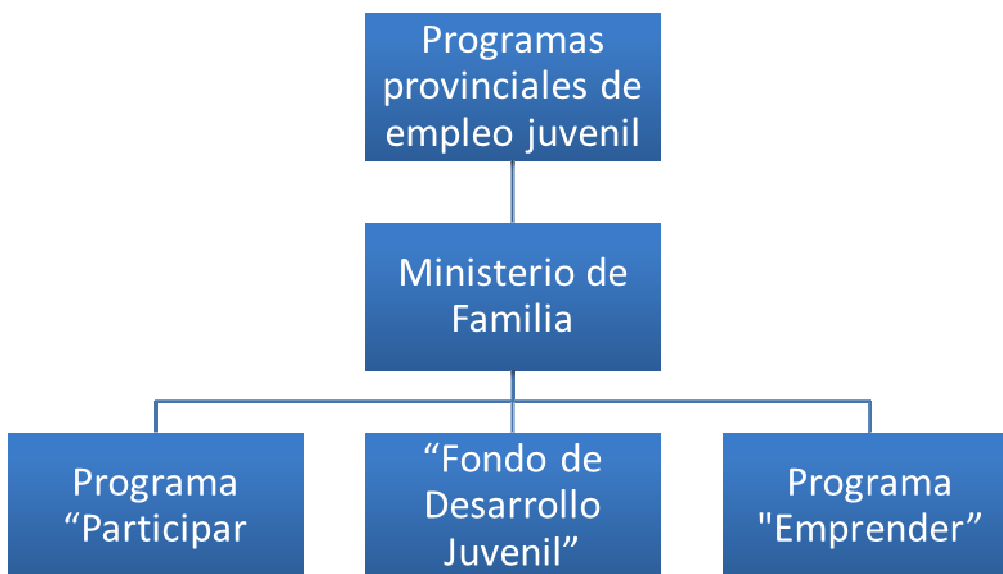 Programas
provinciales de
empleo juvenil
Ministerio de
Familia
Programa
“Participar
“Fondo de
Desarrollo
Juvenil”
Programa
"Emprender”